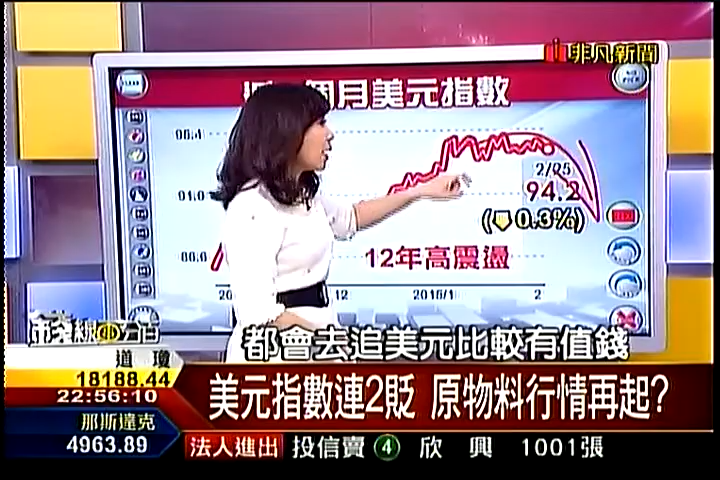 非凡新聞
個月美元指數
2/25
94.2
0.3%
12年高震盪
12
2
都會去追美元比較有值錢
道 瓊
18188.44
美元指數連2貶 原物料行情再起?
22:56:10
那斯達克
4963.89
法人進出 投信賣 4 欣 興 1001張